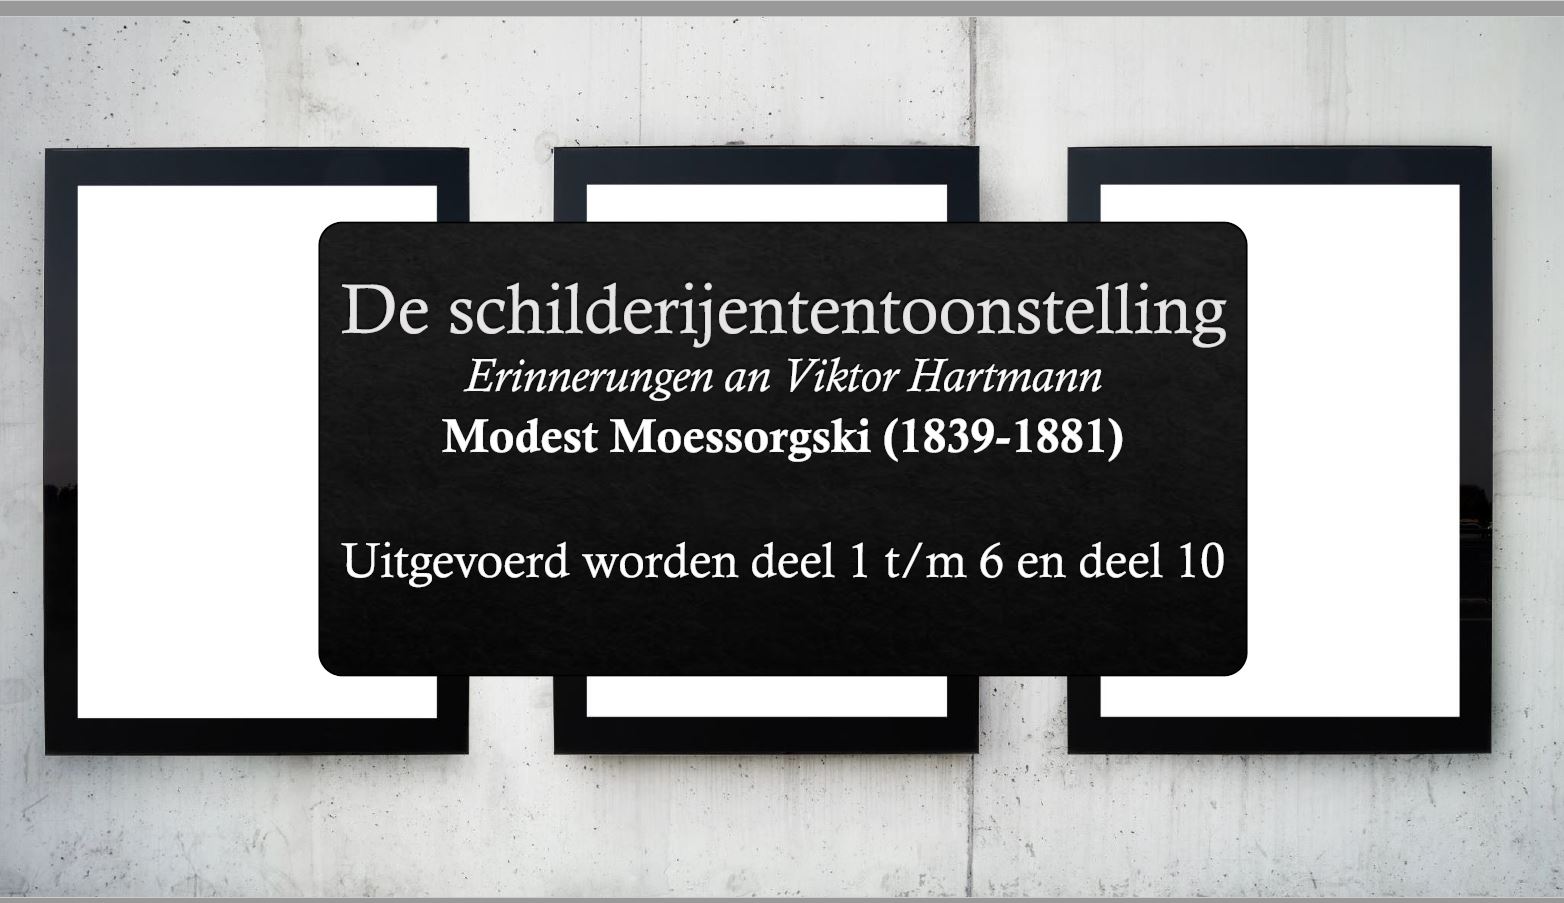 De schilderijententoonstelling
Erinnerungen an Viktor Hartmann
Modest Moessorgski (1839-1881)
Uitgevoerd worden deel 1 t/m 6 en deel 10